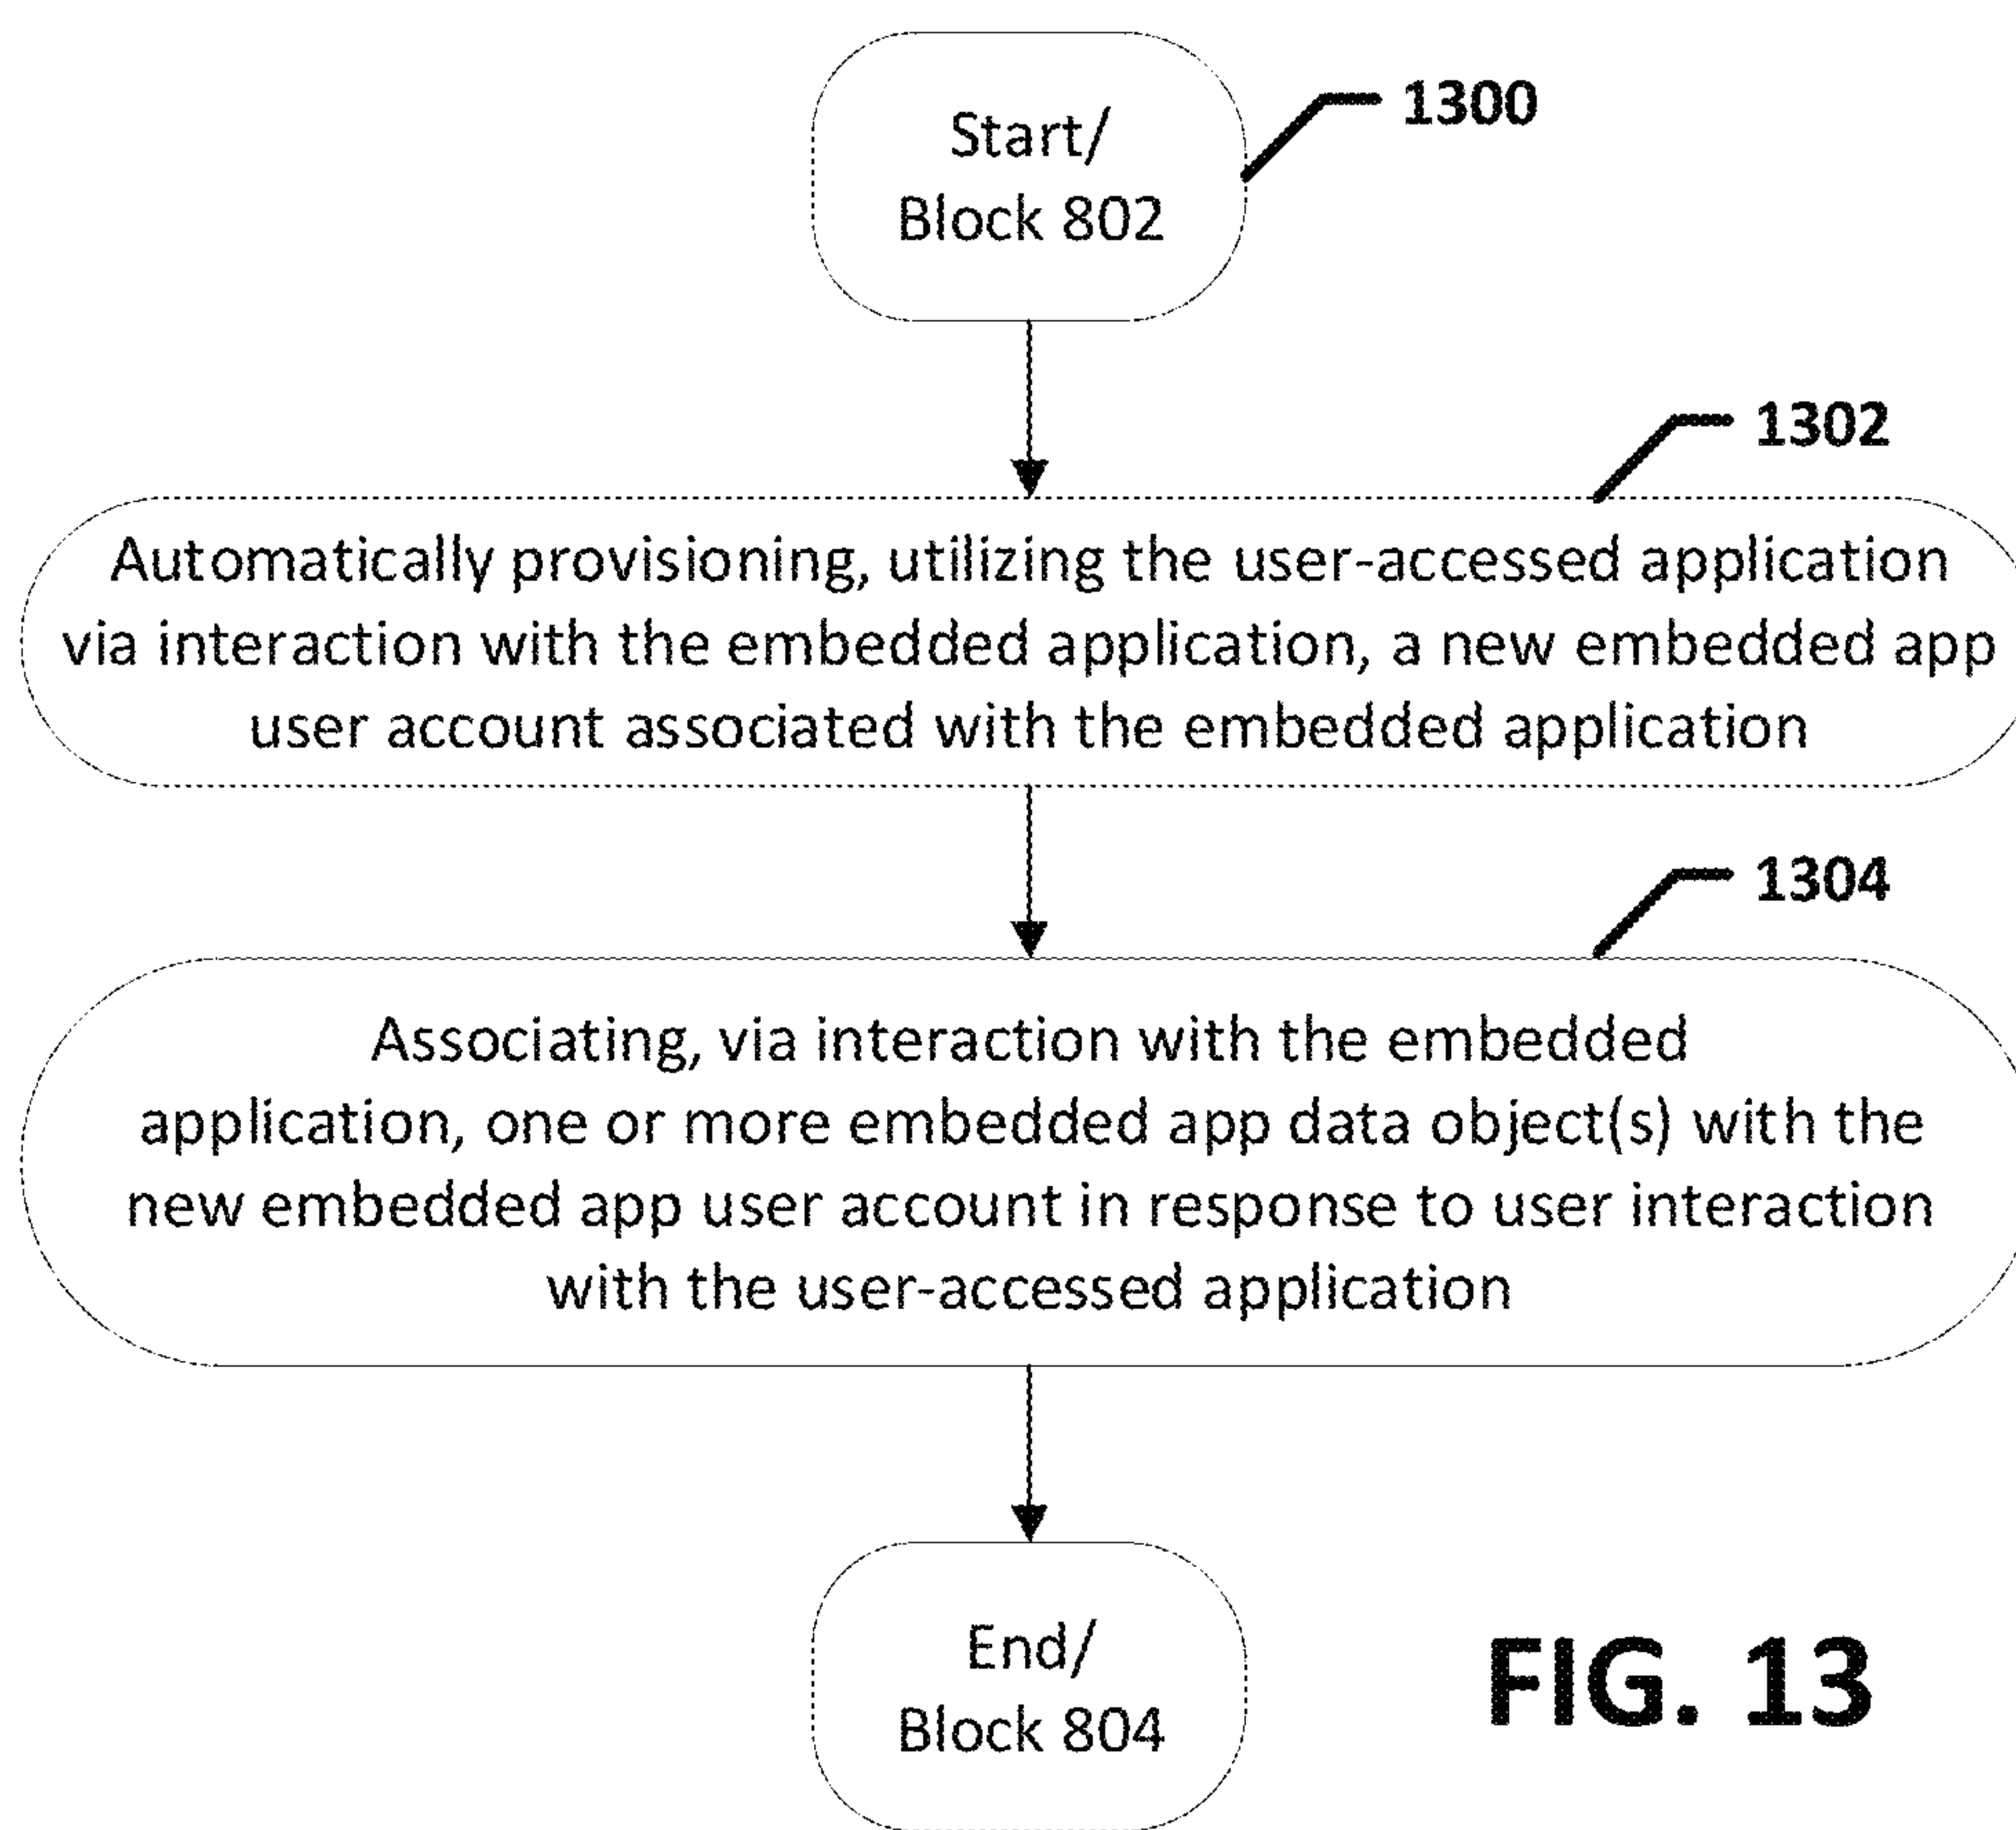 Start/
Block 802
1300
1302
Automatically provisioning, utilizing the user-accessed application
via interaction with the embedded application, a new embedded app
user account associated with the embedded application
1304
Associating, via interaction with the embedded
application, one or more embedded app data object(s) with the
new embedded app user account in response to user interaction
with the user-accessed application
End/
Block 804
FIG. 13